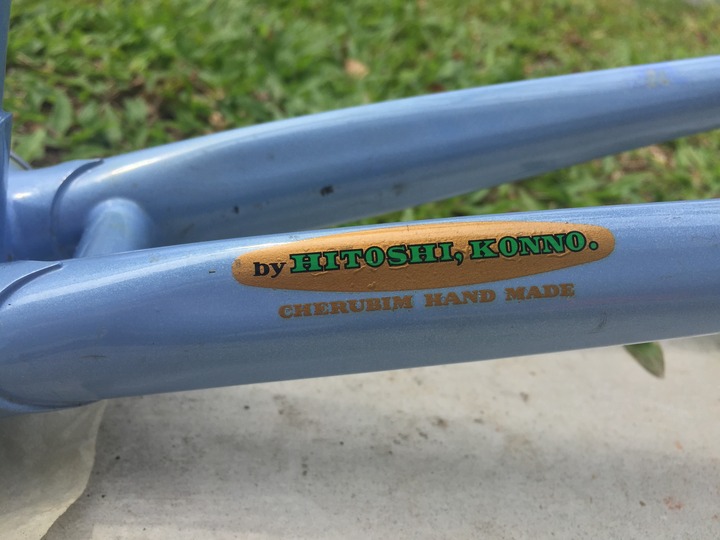 by HITOSHI, KONNO.
CHERUBIM HAND MADE